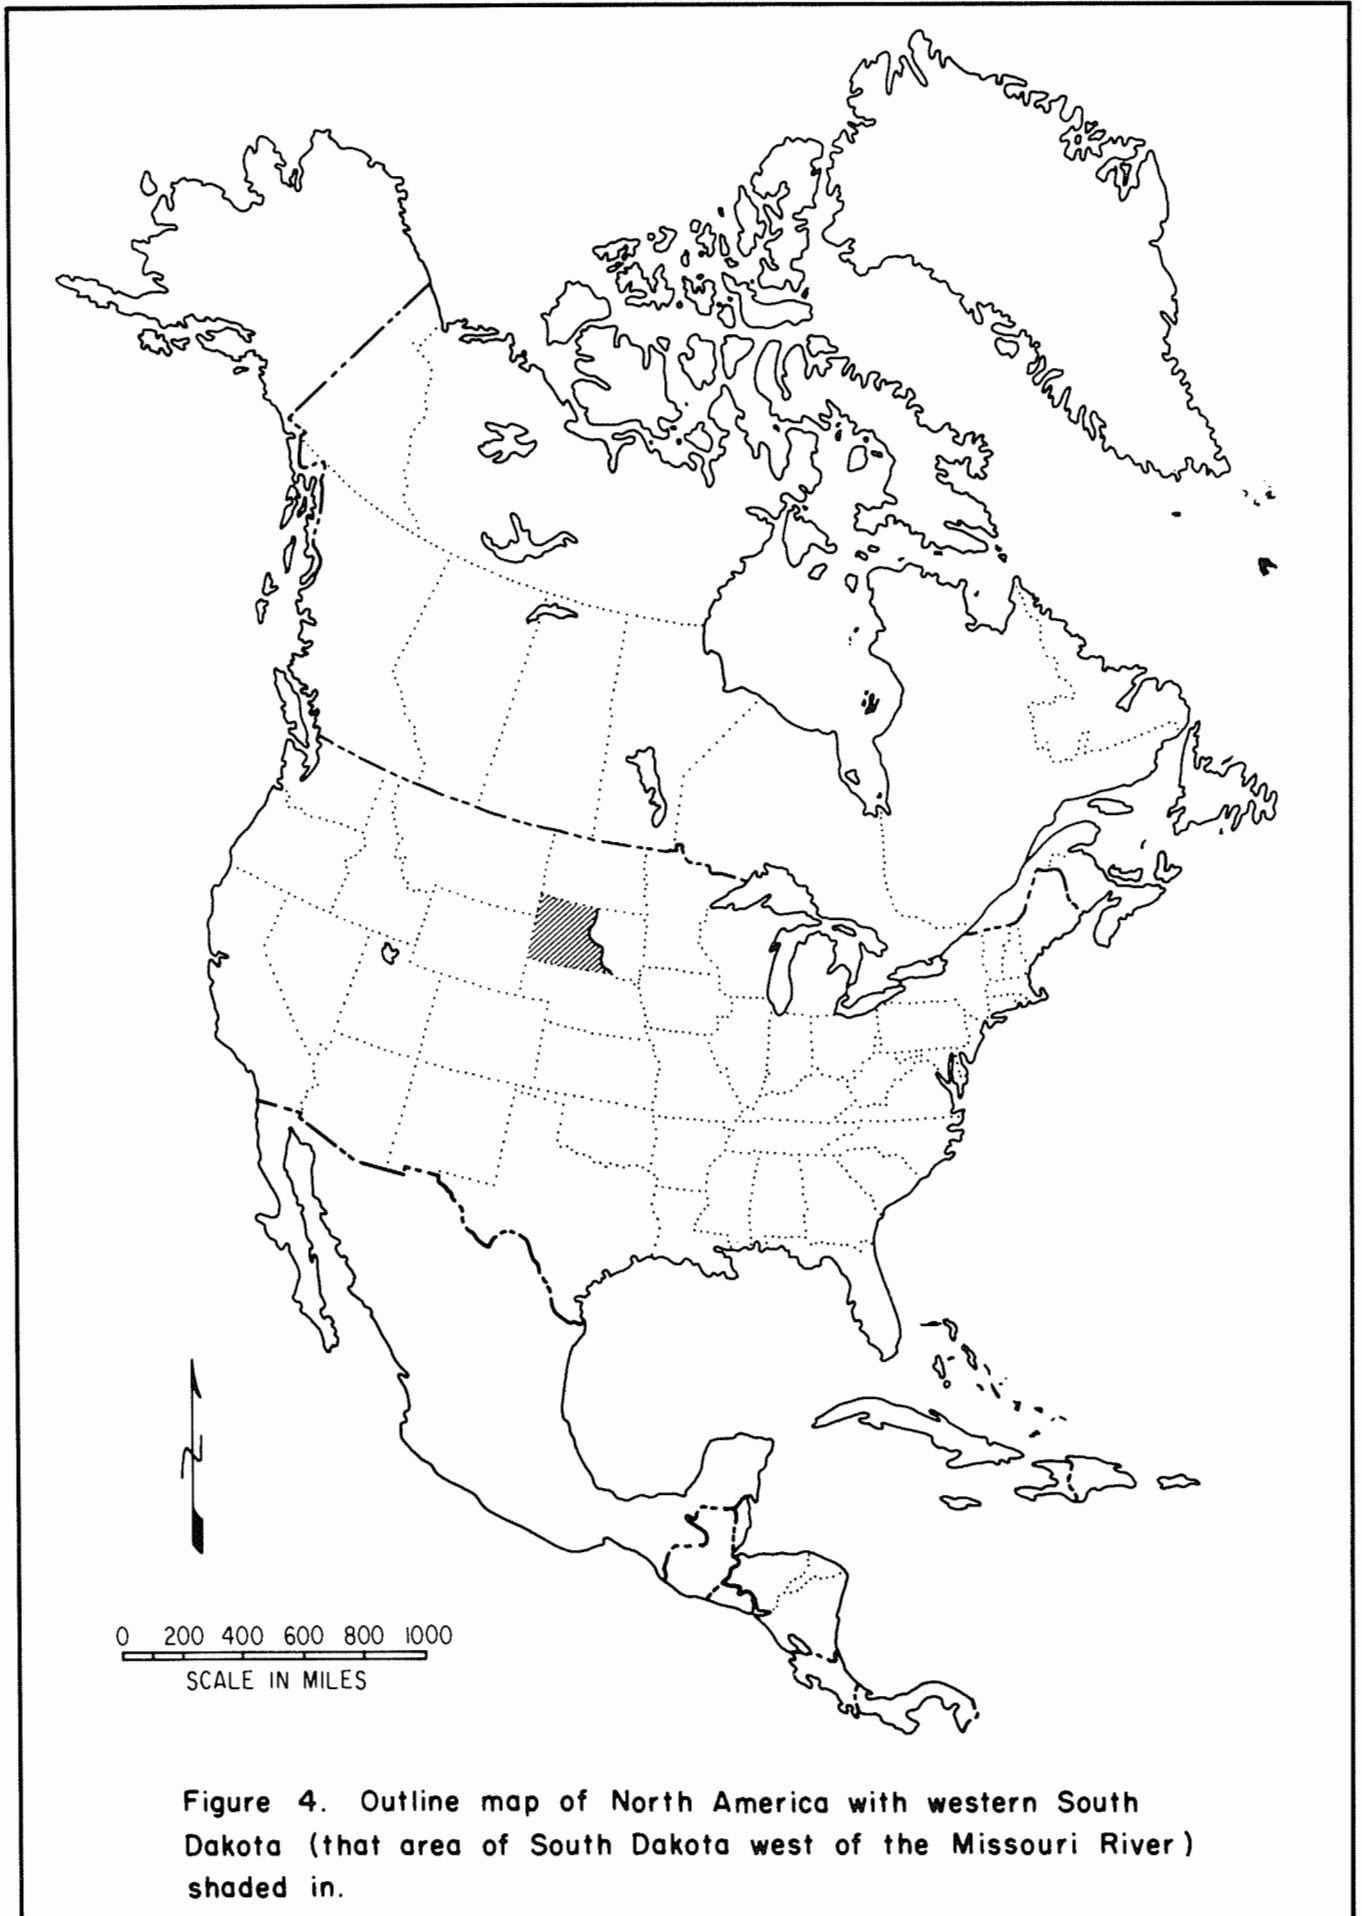 N
0 200 400 600 800 1000
SCALE IN MILES
Figure 4. Outline map of North America with western South
Dakota (that area of South Dakota west of the Missouri River)
shaded in.